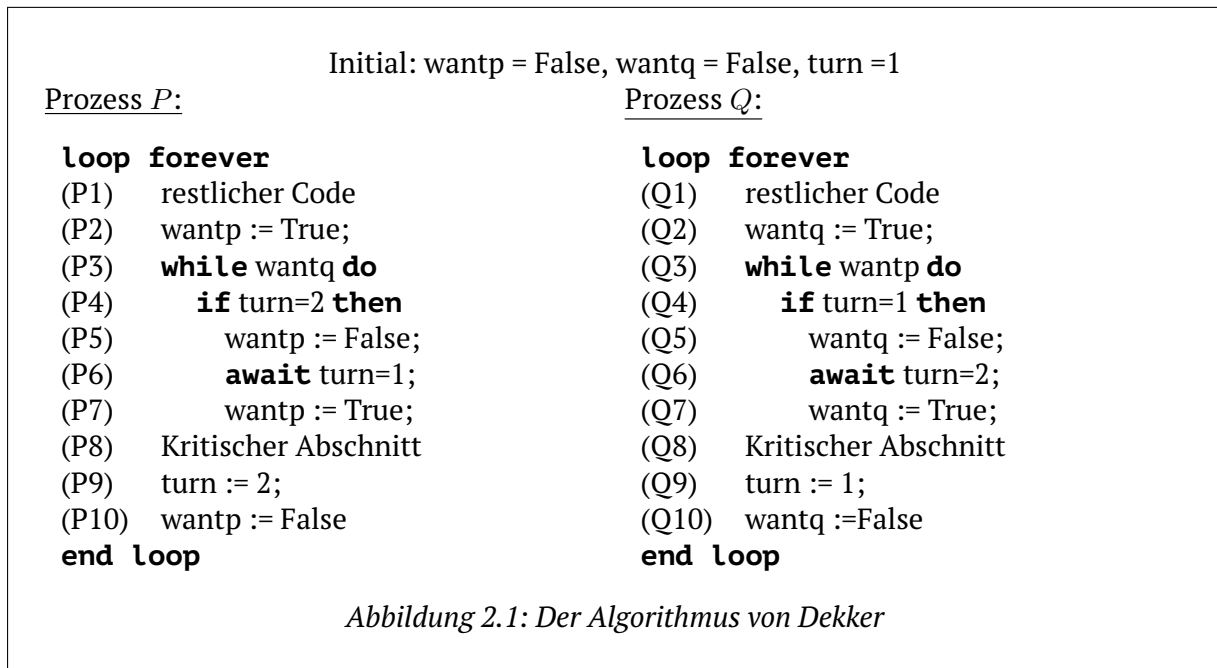 Initial: wantp = False, wantq = False, turn =1
Prozess P:
loop forever
(P1) restlicher Code
(P2) wantp := True;
(P3) while wantq do
(P4) if turn=2 then
(P5) wantp := False;
(P6) await turn=1;
(P7) wantp := True;
(P8) Kritischer Abschnitt
(P9) turn := 2;
(P10) wantp := False
end loop
Prozess Q:
loop forever
(Q1) restlicher Code
(Q2) wantq := True;
(Q3) while wantp do
(Q4) if turn=1 then
(Q5) wantq := False;
(Q6) await turn=2;
(Q7) wantq := True;
(Q8) Kritischer Abschnitt
(Q9) turn := 1;
(Q10) wantq :=False
end loop
Abbildung 2.1: Der Algorithmus von Dekker